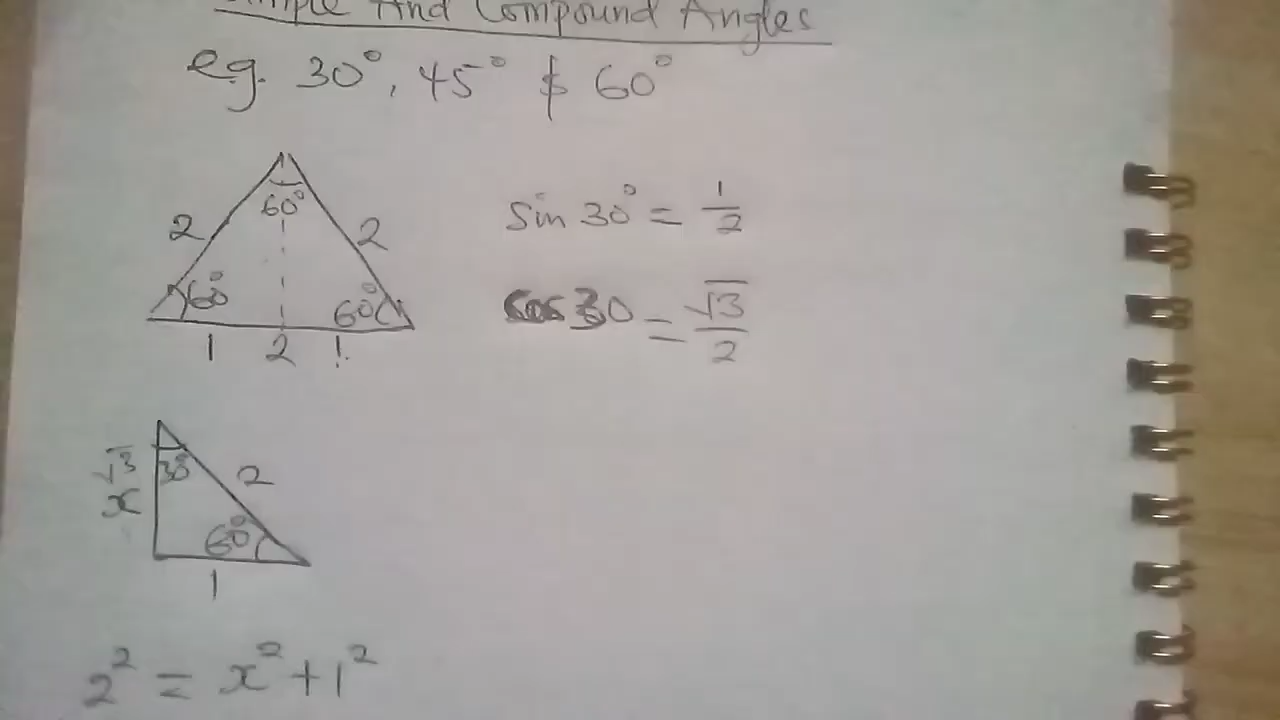 And Compound Angles
e.g. 30°, 45° $ 60°
60°
2 2
60° 60°
1 2 1
sin 30° = 1/2
cos 30 = √3/2
√3
x 30° 2
60°
1
2² = x² + 1²